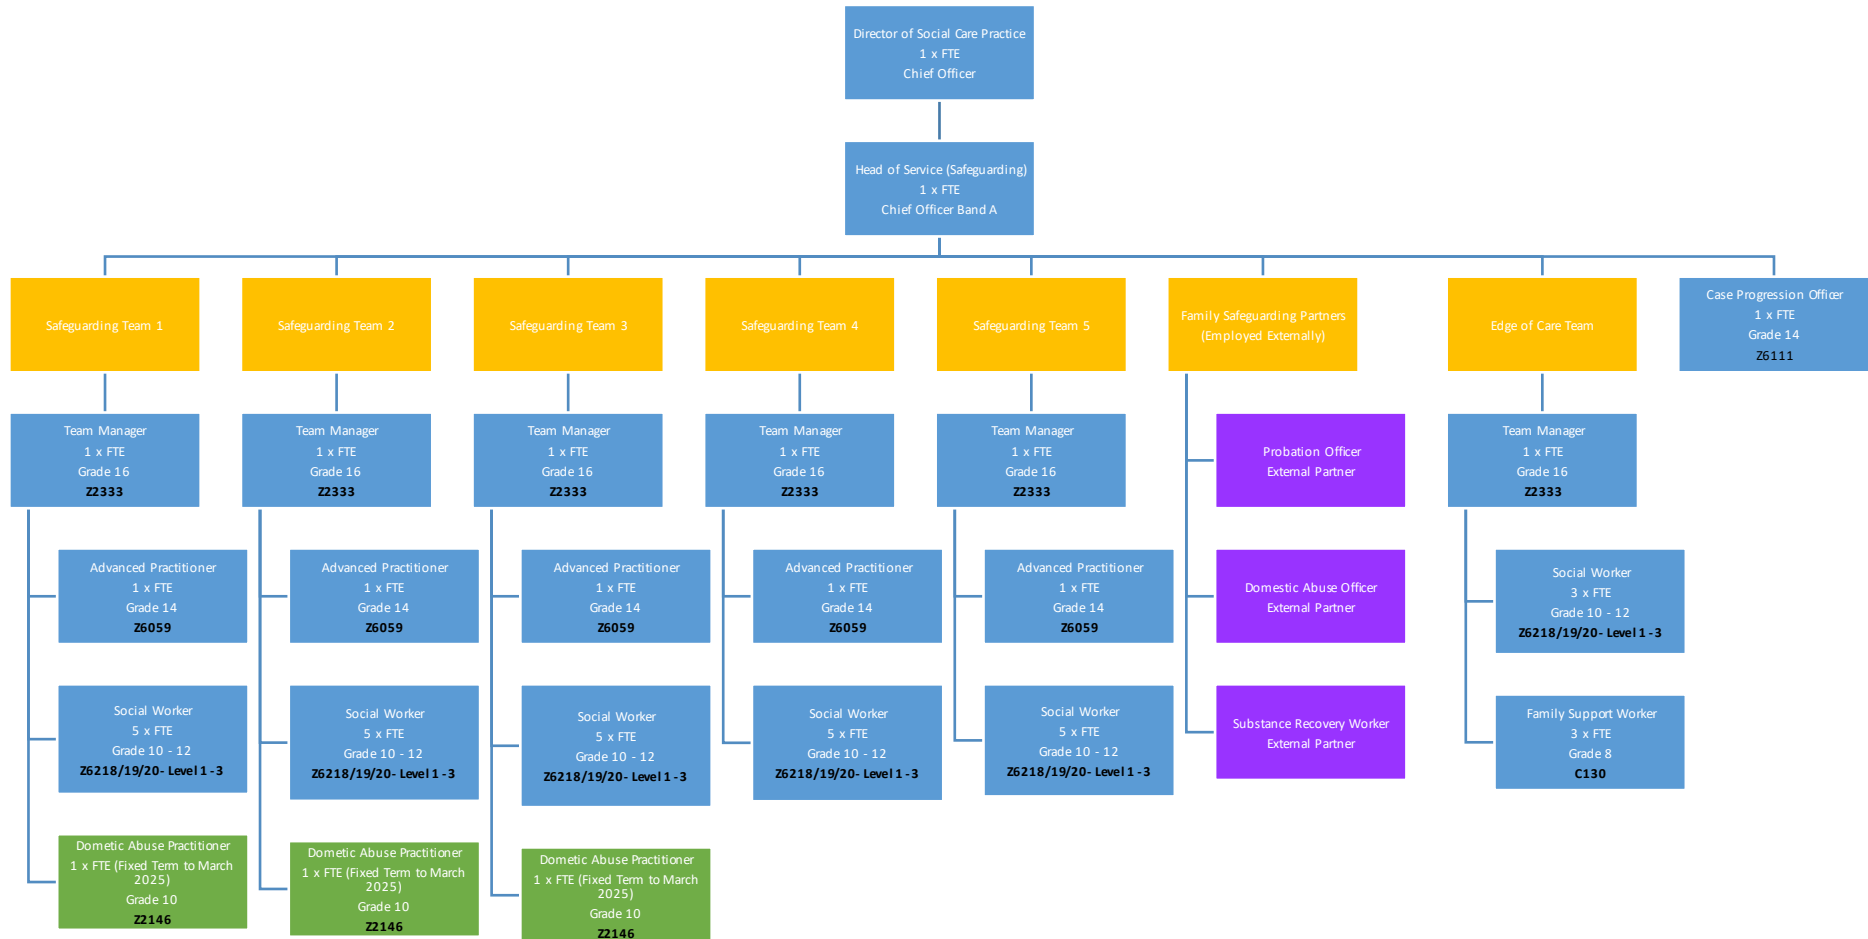 Director of Social Care Practice
1 x FTE
Chief Officer
Head of Service (Safeguarding)
1 x FTE
Chief Officer Band A
Safeguarding Team 1
Safeguarding Team 2
Safeguarding Team 3
Safeguarding Team 4
Safeguarding Team 5
Family Safeguarding Partners
(Employed Externally)
Edge of Care Team
Case Progression Officer
1 x FTE
Grade 14
Z6111
Team Manager
1 x FTE
Grade 16
Z2333
Team Manager
1 x FTE
Grade 16
Z2333
Team Manager
1 x FTE
Grade 16
Z2333
Team Manager
1 x FTE
Grade 16
Z2333
Team Manager
1 x FTE
Grade 16
Z2333
Probation Officer
External Partner
Team Manager
1 x FTE
Grade 16
Z2333
Advanced Practitioner
1 x FTE
Grade 14
Z6059
Advanced Practitioner
1 x FTE
Grade 14
Z6059
Advanced Practitioner
1 x FTE
Grade 14
Z6059
Advanced Practitioner
1 x FTE
Grade 14
Z6059
Advanced Practitioner
1 x FTE
Grade 14
Z6059
Domestic Abuse Officer
External Partner
Social Worker
3 x FTE
Grade 10 - 12
Z6218/19/20- Level 1 -3
Social Worker
5 x FTE
Grade 10 - 12
Z6218/19/20- Level 1 -3
Social Worker
5 x FTE
Grade 10 - 12
Z6218/19/20- Level 1 -3
Social Worker
5 x FTE
Grade 10 - 12
Z6218/19/20- Level 1 -3
Social Worker
5 x FTE
Grade 10 - 12
Z6218/19/20- Level 1 -3
Social Worker
5 x FTE
Grade 10 - 12
Z6218/19/20- Level 1 -3
Substance Recovery Worker
External Partner
Family Support Worker
3 x FTE
Grade 8
C130
Dometic Abuse Practitioner
1 x FTE (Fixed Term to March
2025)
Grade 10
Z2146
Dometic Abuse Practitioner
1 x FTE (Fixed Term to March
2025)
Grade 10
Z2146
Dometic Abuse Practitioner
1 x FTE (Fixed Term to March
2025)
Grade 10
Z2146